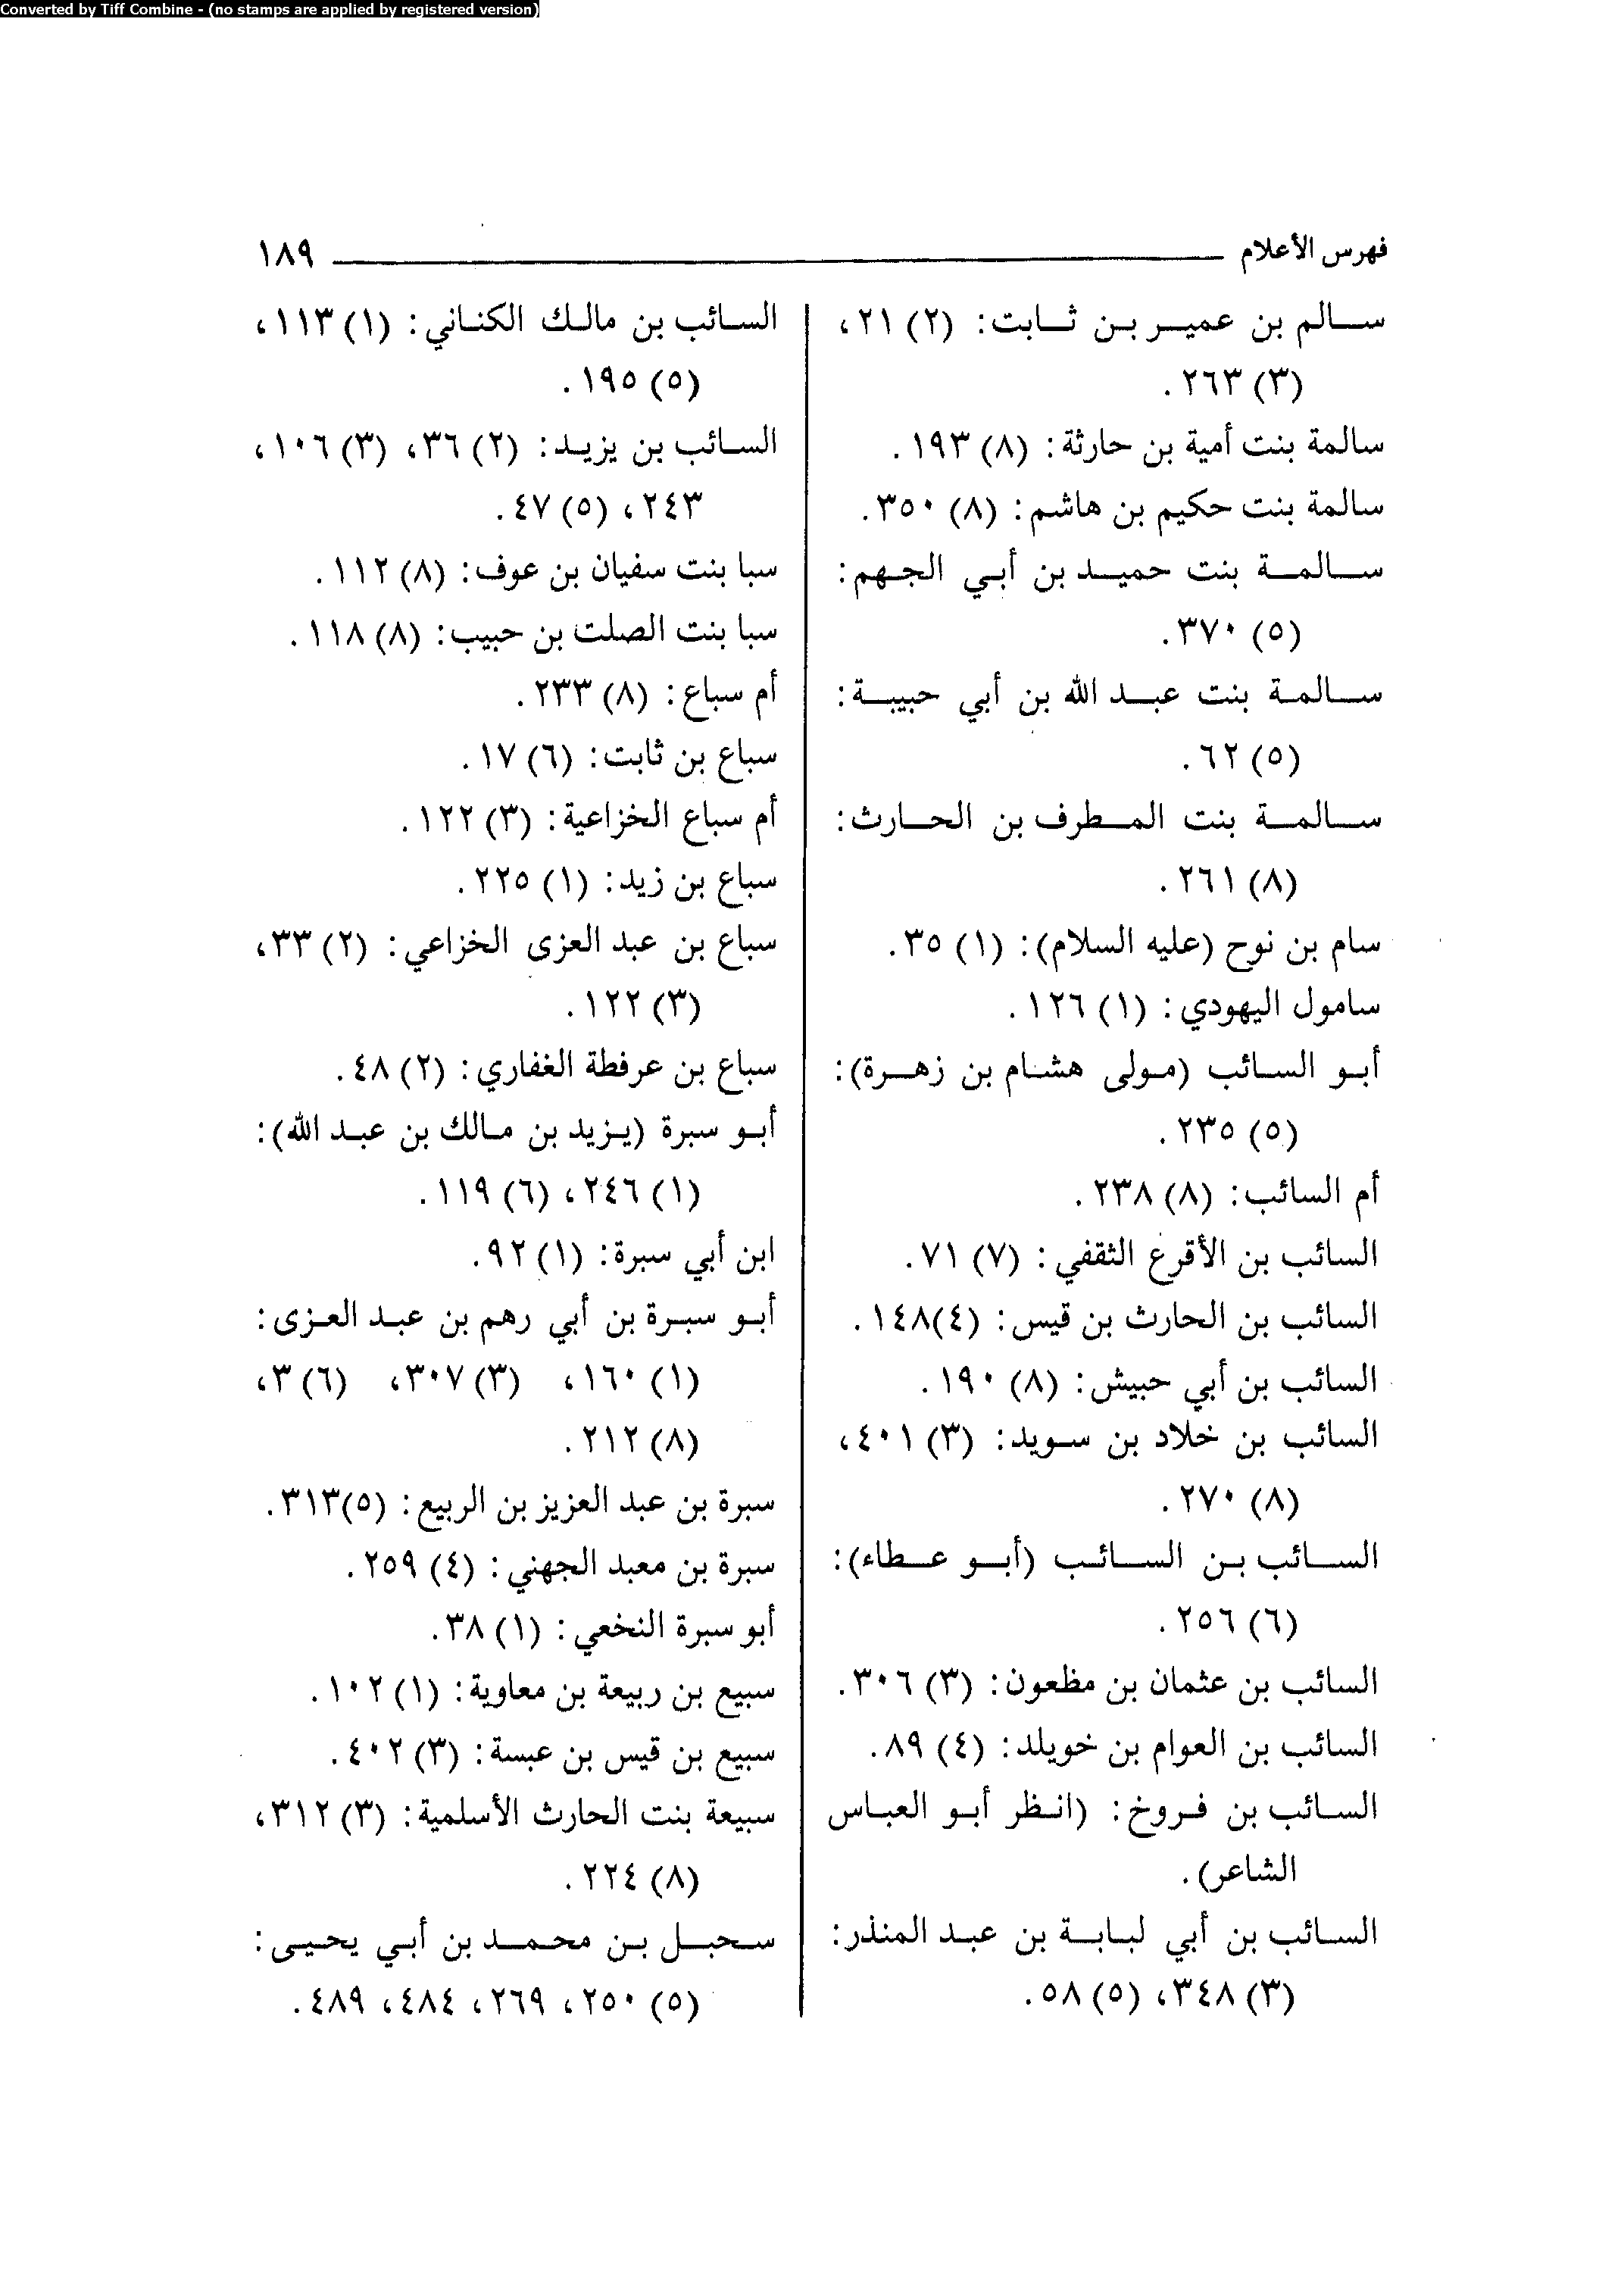 Converted by Tiff Combine - (no stamps are applied by registered version)
فهرس الأعلام ١٨٩
سالم بن عمير بن ثابت: (٢) ٢١،
(٣) ٢٦٣.
سالمة بنت أمية بن حارثة: (٨) ١٩٣.
سالمة بنت حكيم بن هاشم: (٨) ٣٥٠.
سالمة بنت حميد بن أبي الجهم:
(٥) ٣٧٠.
سالمة بنت عبد الله بن أبي حبيبة:
(٥) ٦٢.
سالمة بنت المطرف بن الحارث:
(٨) ٢٦١.
سام بن نوح (عليه السلام): (١) ٣٥.
سامول اليهودي: (١) ١٢٦.
أبو السائب (مولى هشام بن زهرة):
(٥) ٢٣٥.
أم السائب: (٨) ٢٣٨.
السائب بن الأقرع الثقفي: (٧) ٧١.
السائب بن الحارث بن قيس: (٤)١٤٨.
السائب بن أبي حبيش: (٨) ١٩٠.
السائب بن خلاد بن سويد: (٣) ٤٠١،
(٨) ٢٧٠.
السائب بن السائب (أبو عطاء):
(٦) ٢٥٦.
السائب بن عثمان بن مظعون: (٣) ٣٠٦.
السائب بن العوام بن خويلد: (٤) ٨٩.
السائب بن فروخ: (انظر أبو العباس
الشاعر).
السائب بن أبي لبابة بن عبد المنذر:
(٣) ٣٤٨، (٥) ٥٨.
السائب بن مالك الكناني: (١) ١١٣،
(٥) ١٩٥.
السائب بن يزيد: (٢) ٣٦، (٣) ١٠٦،
٢٤٣، (٥) ٤٧.
سبا بنت سفيان بن عوف: (٨) ١١٢.
سبا بنت الصلت بن حبيب: (٨) ١١٨.
أم سباع: (٨) ٢٣٣.
سباع بن ثابت: (٦) ١٧.
أم سباع الخزاعية: (٣) ١٢٢.
سباع بن زيد: (١) ٢٢٥.
سباع بن عبد العزى الخزاعي: (٢) ٣٣،
(٣) ١٢٢.
سباع بن عرفطة الغفاري: (٢) ٤٨.
أبو سبرة (يزيد بن مالك بن عبد الله):
(١) ٢٤٦، (٦) ١١٩.
ابن أبي سبرة: (١) ٩٢.
أبو سبرة بن أبي رهم بن عبد العزى:
(١) ١٦٠، (٣) ٣٠٧، (٦) ٣،
(٨) ٢١٢.
سبرة بن عبد العزيز بن الربيع: (٥)٣١٣.
سبرة بن معبد الجهني: (٤) ٢٥٩.
أبو سبرة النخعي: (١) ٣٨.
سبيع بن ربيعة بن معاوية: (١) ١٠٢.
سبيع بن قيس بن عبسة: (٣) ٤٠٢.
سبيعة بنت الحارث الأسلمية: (٣) ٣١٢،
(٨) ٢٢٤.
سحبل بن محمد بن أبي يحيى:
(٥) ٢٥٠، ٢٦٩، ٤٨٤، ٤٨٩.